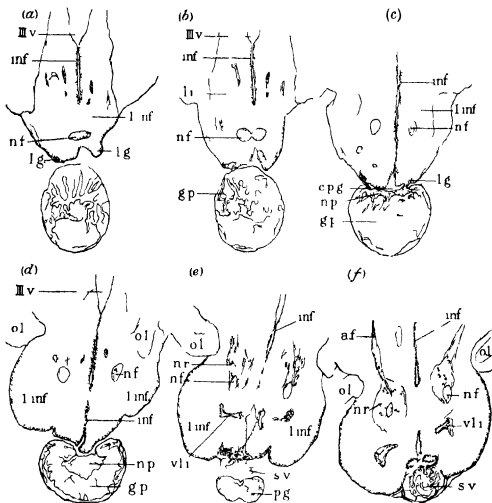 (a)
III v
inf
l inf
nf
lg
lg
(b)
III v
inf
li
nf
gp
(c)
inf
l inf
nf
lg
cpg
np
gp
(d)
III v
ol
ol
nf
l inf
l inf
inf
np
gp
(e)
inf
ol
nr
nf
l inf
l inf
vli
sv
pg
(f)
af
inf
ol
ol
nf
nr
vli
sv